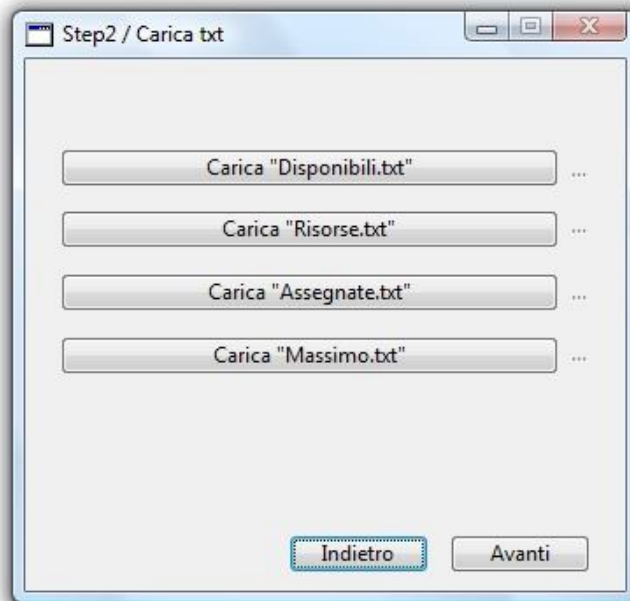 Step2 / Carica txt
Carica "Disponibili.txt" ...
Carica "Risorse.txt" ...
Carica "Assegnate.txt" ...
Carica "Massimo.txt" ...
Indietro Avanti